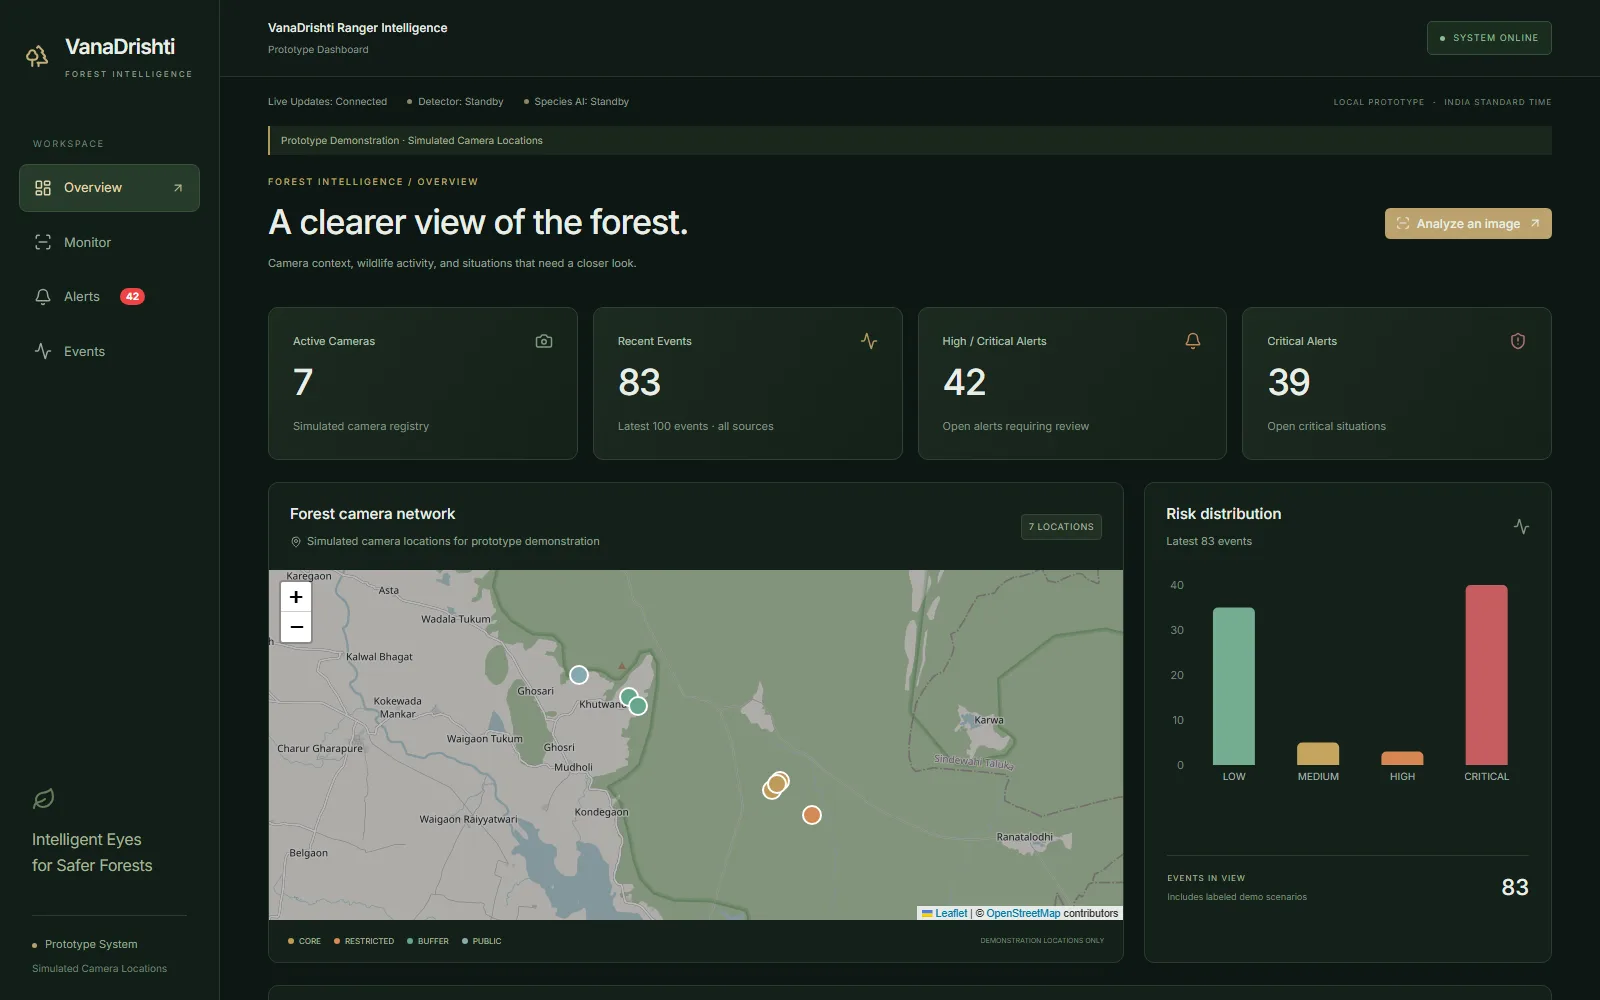 VanaDrishti
FOREST INTELLIGENCE
WORKSPACE
Overview
Monitor
Alerts 42
Events
Intelligent Eyes
for Safer Forests
Prototype System
Simulated Camera Locations
VanaDrishti Ranger Intelligence
Prototype Dashboard
SYSTEM ONLINE
Live Updates: Connected Detector: Standby Species AI: Standby
LOCAL PROTOTYPE · INDIA STANDARD TIME
Prototype Demonstration · Simulated Camera Locations
FOREST INTELLIGENCE / OVERVIEW
A clearer view of the forest.
Camera context, wildlife activity, and situations that need a closer look.
Analyze an image
Active Cameras
7
Simulated camera registry
Recent Events
83
Latest 100 events · all sources
High / Critical Alerts
42
Open alerts requiring review
Critical Alerts
39
Open critical situations
Forest camera network
Simulated camera locations for prototype demonstration
7 LOCATIONS
+
−
Karegaon
Asta
Wadala Tukum
h
Kalwal Bhagat
Ghosari
Kokewada
Mankar
Waigaon Tukum
Charur Gharapure
Ghosri
Mudholi
Karwa
Sindewahi Taluka
Kondegaon
Waigaon Raiyyatwari
Ranatalodhi
Belgaon
Leaflet | © OpenStreetMap contributors
CORE RESTRICTED BUFFER PUBLIC
DEMONSTRATION LOCATIONS ONLY
Risk distribution
Latest 83 events
40
30
20
10
0
LOW MEDIUM HIGH CRITICAL
EVENTS IN VIEW
Includes labeled demo scenarios
83